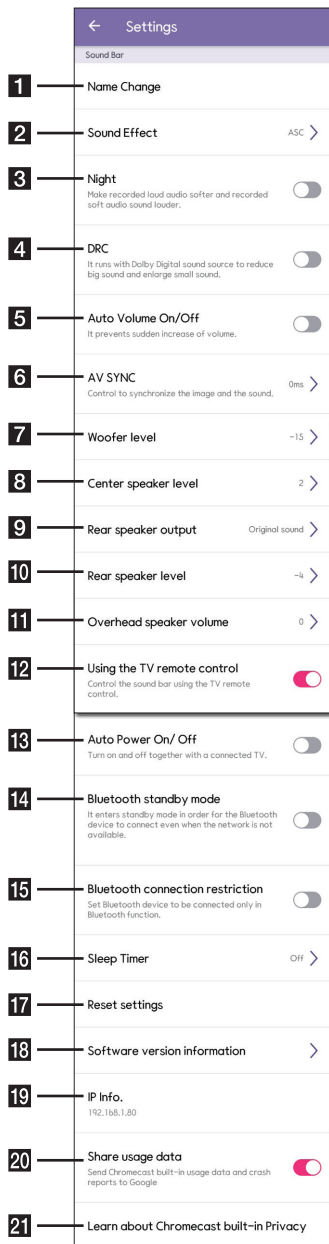 ← Settings
Sound Bar
1 Name Change
2 Sound Effect ASC
3 Night
Make recorded loud audio softer and recorded
soft audio sound louder.
4 DRC
It runs with Dolby Digital sound source to reduce
big sound and enlarge small sound.
5 Auto Volume On/Off
It prevents sudden increase of volume.
6 AV SYNC 0ms
Control to synchronize the image and the sound.
7 Woofer level -15
8 Center speaker level 2
9 Rear speaker output Original sound
10 Rear speaker level -4
11 Overhead speaker volume 0
12 Using the TV remote control
Control the sound bar using the TV remote
control.
13 Auto Power On/ Off
Turn on and off together with a connected TV.
14 Bluetooth standby mode
It enters standby mode in order for the Bluetooth
device to connect even when the network is not
available.
15 Bluetooth connection restriction
Set Bluetooth device to be connected only in
Bluetooth function.
16 Sleep Timer Off
17 Reset settings
18 Software version information
19 IP Info.
192.168.1.80
20 Share usage data
Send Chromecast built-in usage data and crash
reports to Google
21 Learn about Chromecast built-in Privacy